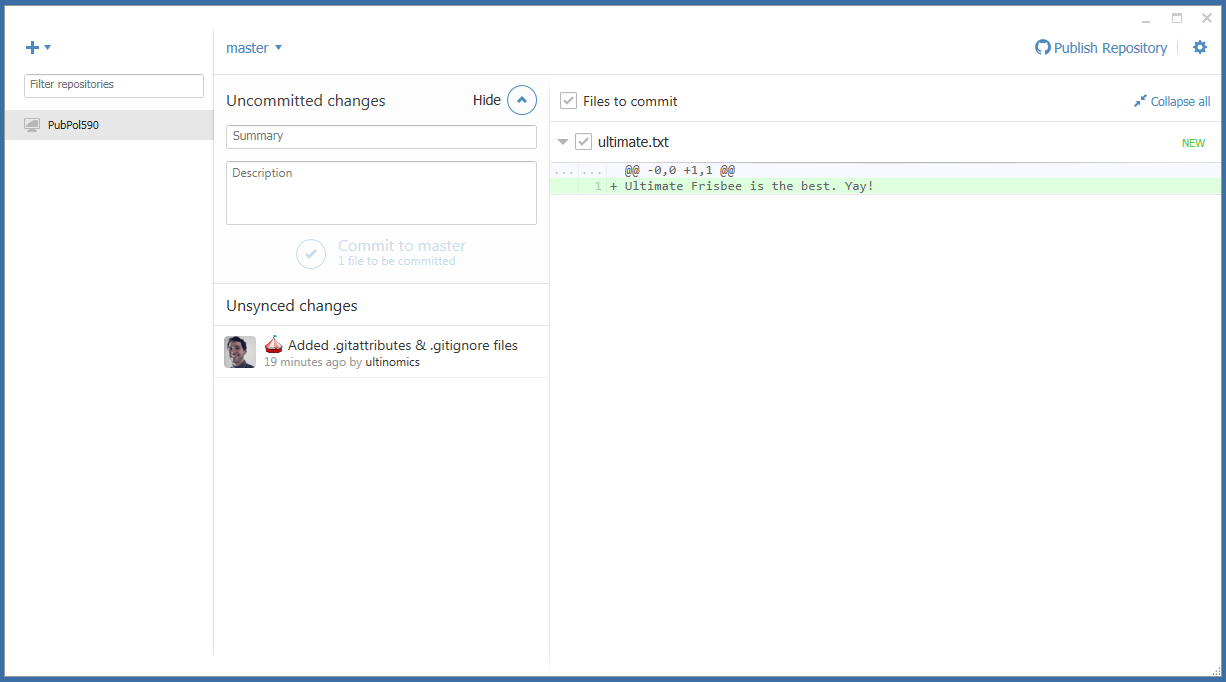 master
Publish Repository
Filter repositories
PubPol590
Uncommitted changes
Hide
Summary
Description
Commit to master
1 file to be committed
Unsynced changes
Added .gitattributes & .gitignore files
19 minutes ago by ultinomics
Files to commit
Collapse all
ultimate.txt
NEW
... ... @@ -0,0 +1,1 @@
1 + Ultimate Frisbee is the best. Yay!